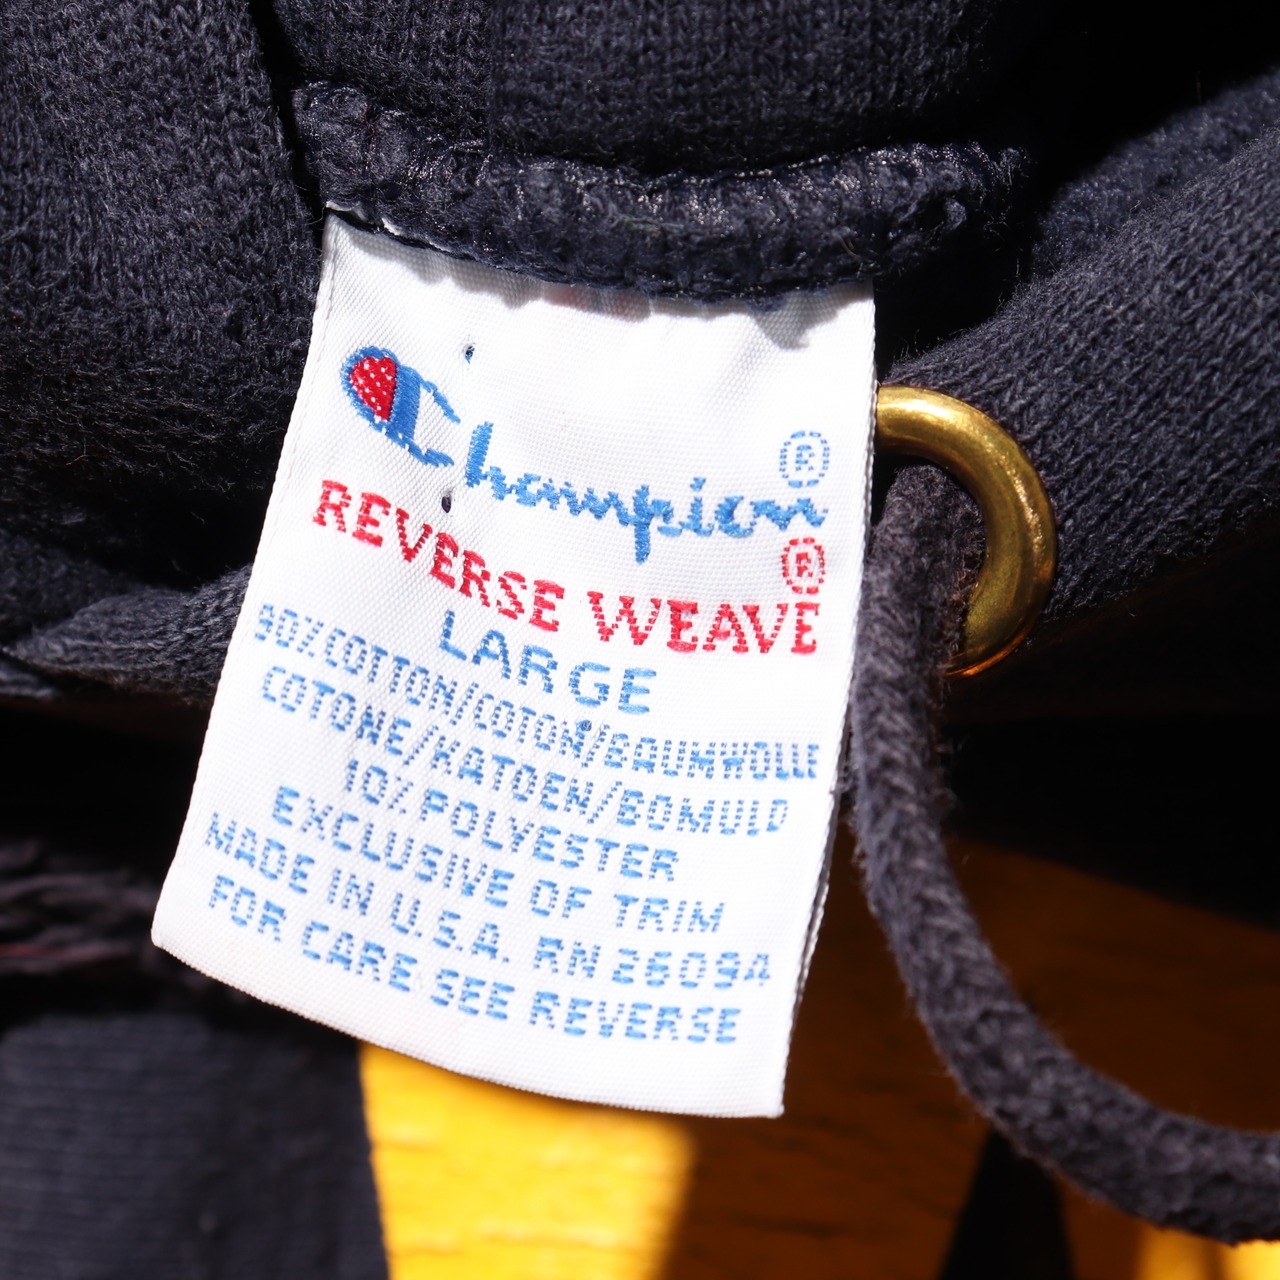 Champion®
REVERSE WEAVE®
LARGE
90% COTTON/COTON/BAUMWOLLE
COTONE/KATOEN/BOMULD
10% POLYESTER
EXCLUSIVE OF TRIM
MADE IN U.S.A. RN 26094
FOR CARE SEE REVERSE